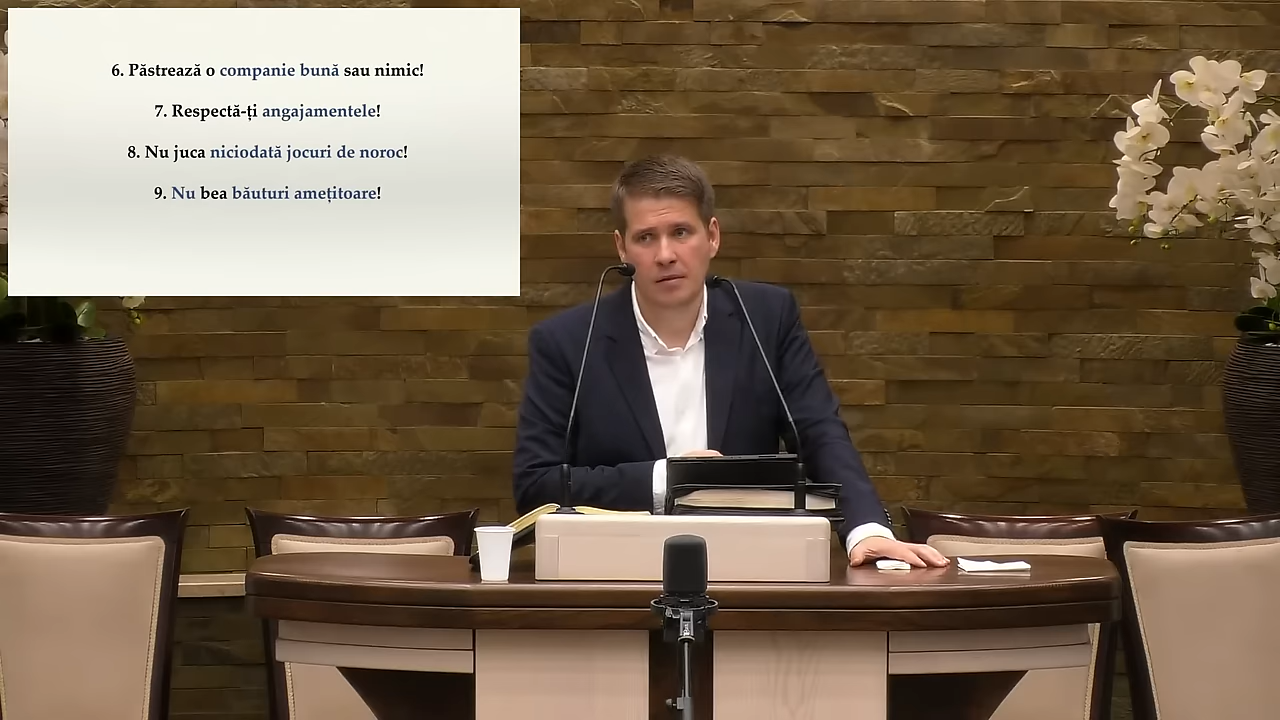 6. Păstrează o companie bună sau nimic!
7. Respectă-ți angajamentele!
8. Nu juca niciodată jocuri de noroc!
9. Nu bea băuturi amețitoare!